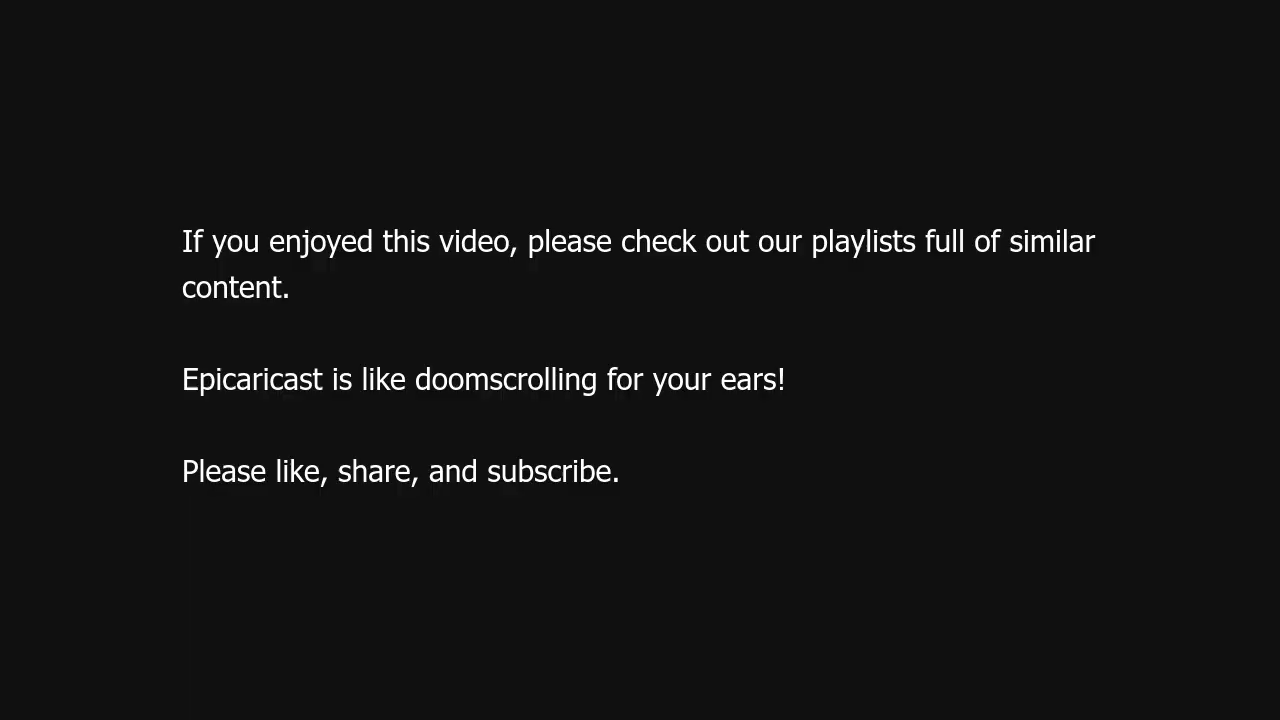 If you enjoyed this video, please check out our playlists full of similar
content.
Epicaricast is like doomscrolling for your ears!
Please like, share, and subscribe.